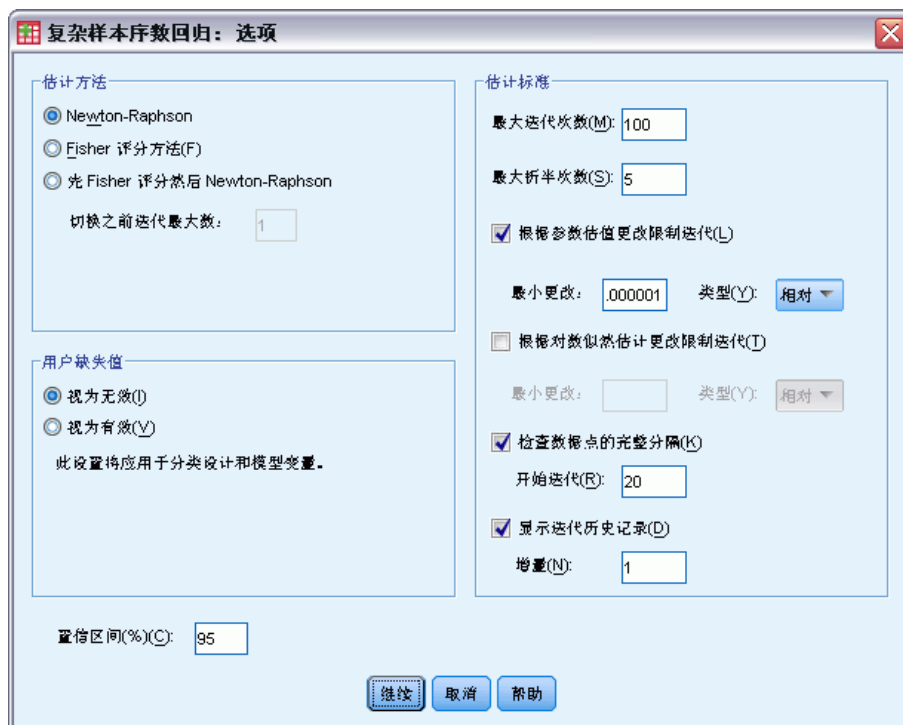 复杂样本序数回归：选项
估计方法
Newton-Raphson
Fisher 评分方法(F)
先 Fisher 评分然后 Newton-Raphson
切换之前迭代最大数：
1
用户缺失值
视为无效(I)
视为有效(V)
此设置将应用于分类设计和模型变量。
估计标准
最大迭代次数(M): 100
最大折半次数(S): 5
根据参数估值更改限制迭代(L)
最小更改： .000001 类型(Y): 相对
根据对数似然估计更改限制迭代(T)
最小更改： 类型(Y): 相对
检查数据点的完整分隔(K)
开始迭代(R): 20
显示迭代历史记录(D)
增量(N): 1
置信区间(%)(C): 95
继续 取消 帮助